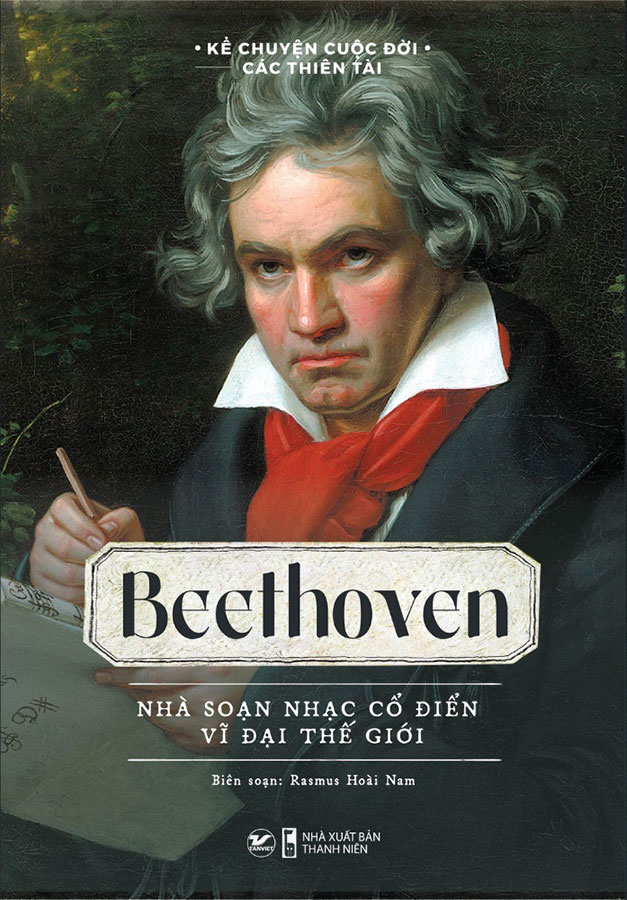 • KỂ CHUYỆN CUỘC ĐỜI •
CÁC THIÊN TÀI
Beethoven
NHÀ SOẠN NHẠC CỔ ĐIỂN
VĨ ĐẠI THẾ GIỚI
Biên soạn: Rasmus Hoài Nam
TANVIET
NHÀ XUẤT BẢN
THANH NIÊN